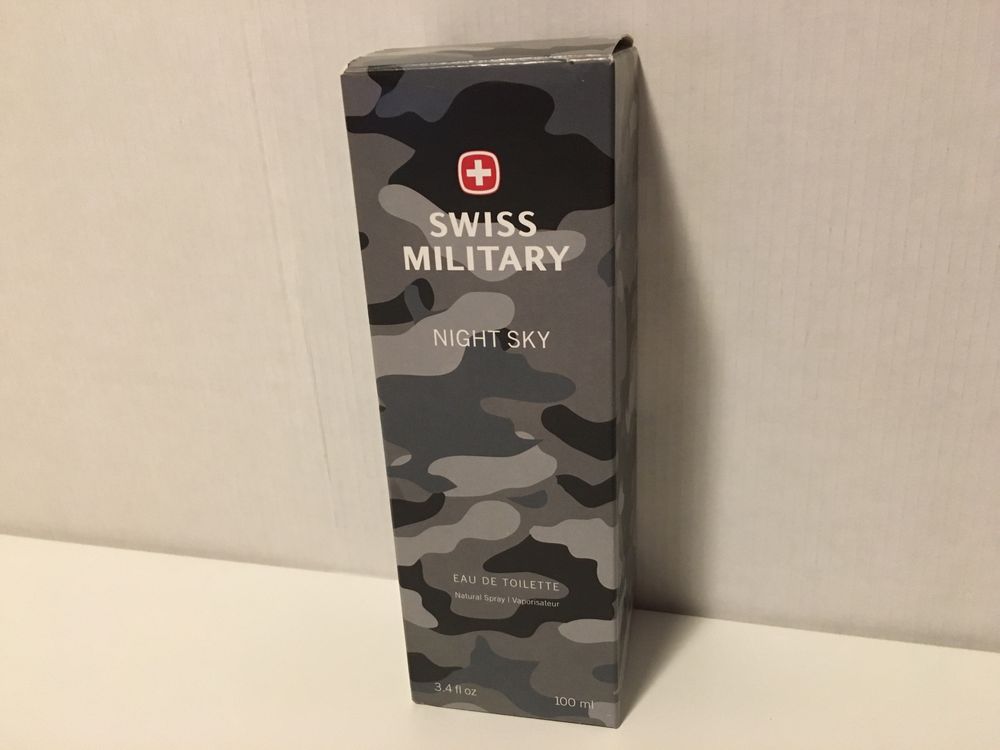 SWISS
MILITARY
NIGHT SKY
EAU DE TOILETTE
Natural Spray | Vaporisateur
3.4 fl oz 100 ml